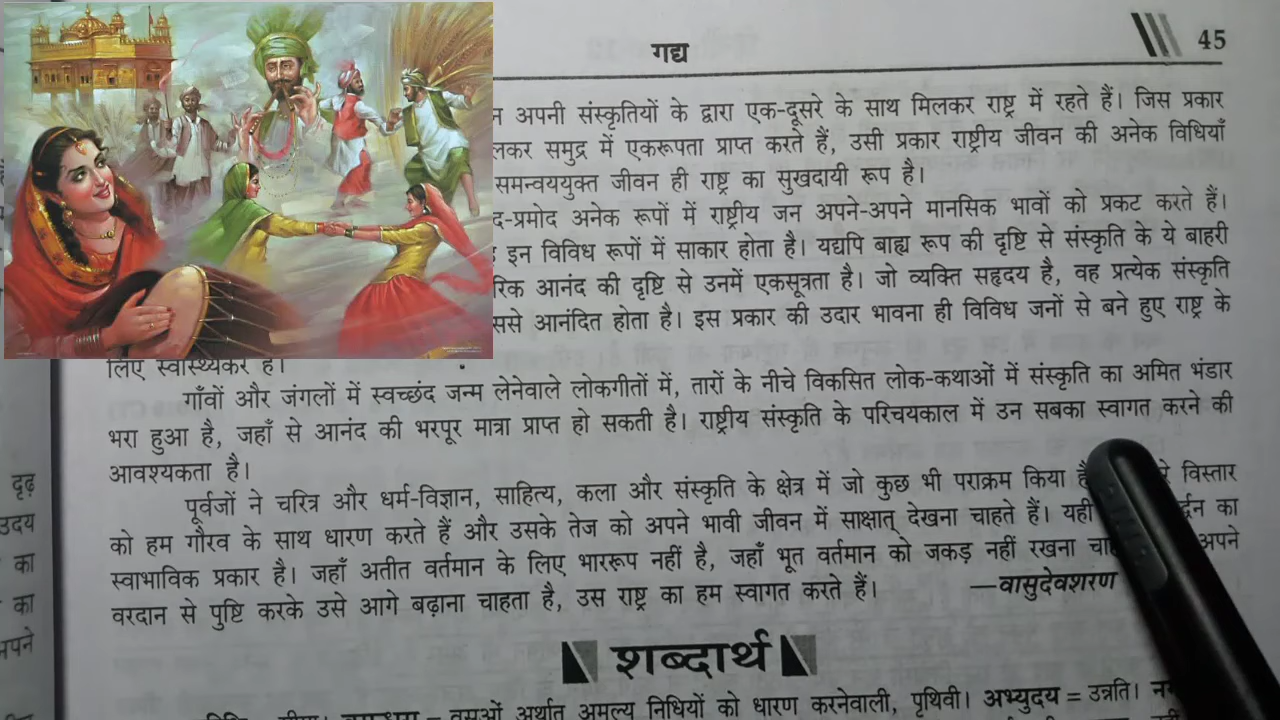 गद्य
45
अपनी संस्कृतियों के द्वारा एक-दूसरे के साथ मिलकर राष्ट्र में रहते हैं। जिस प्रकार
समुद्र में एकरूपता प्राप्त करते हैं, उसी प्रकार राष्ट्रीय जीवन की अनेक विधियाँ
समन्वययुक्त जीवन ही राष्ट्र का सुखदायी रूप है।
द-प्रमोद अनेक रूपों में राष्ट्रीय जन अपने-अपने मानसिक भावों को प्रकट करते हैं।
इन विविध रूपों में साकार होता है। यद्यपि बाह्य रूप की दृष्टि से संस्कृति के ये बाहरी
रिक आनंद की दृष्टि से उनमें एकसूत्रता है। जो व्यक्ति सहृदय है, वह प्रत्येक संस्कृति
ससे आनंदित होता है। इस प्रकार की उदार भावना ही विविध जनों से बने हुए राष्ट्र के
लिए स्वास्थ्यकर है।
गाँवों और जंगलों में स्वच्छंद जन्म लेनेवाले लोकगीतों में, तारों के नीचे विकसित लोक-कथाओं में संस्कृति का अमित भंडार
भरा हुआ है, जहाँ से आनंद की भरपूर मात्रा प्राप्त हो सकती है। राष्ट्रीय संस्कृति के परिचयकाल में उन सबका स्वागत करने की
आवश्यकता है।
पूर्वजों ने चरित्र और धर्म-विज्ञान, साहित्य, कला और संस्कृति के क्षेत्र में जो कुछ भी पराक्रम किया विस्तार
को हम गौरव के साथ धारण करते हैं और उसके तेज को अपने भावी जीवन में साक्षात् देखना चाहते हैं। यही का
स्वाभाविक प्रकार है। जहाँ अतीत वर्तमान के लिए भाररूप नहीं है, जहाँ भूत वर्तमान को जकड़ नहीं रखना अपने
वरदान से पुष्टि करके उसे आगे बढ़ाना चाहता है, उस राष्ट्र का हम स्वागत करते हैं।
—वासुदेवशरण
शब्दार्थ
अर्थात् अमूल्य निधियों को धारण करनेवाली, पृथिवी। अभ्युदय = उन्नति।
दृढ़
उदय
का
का